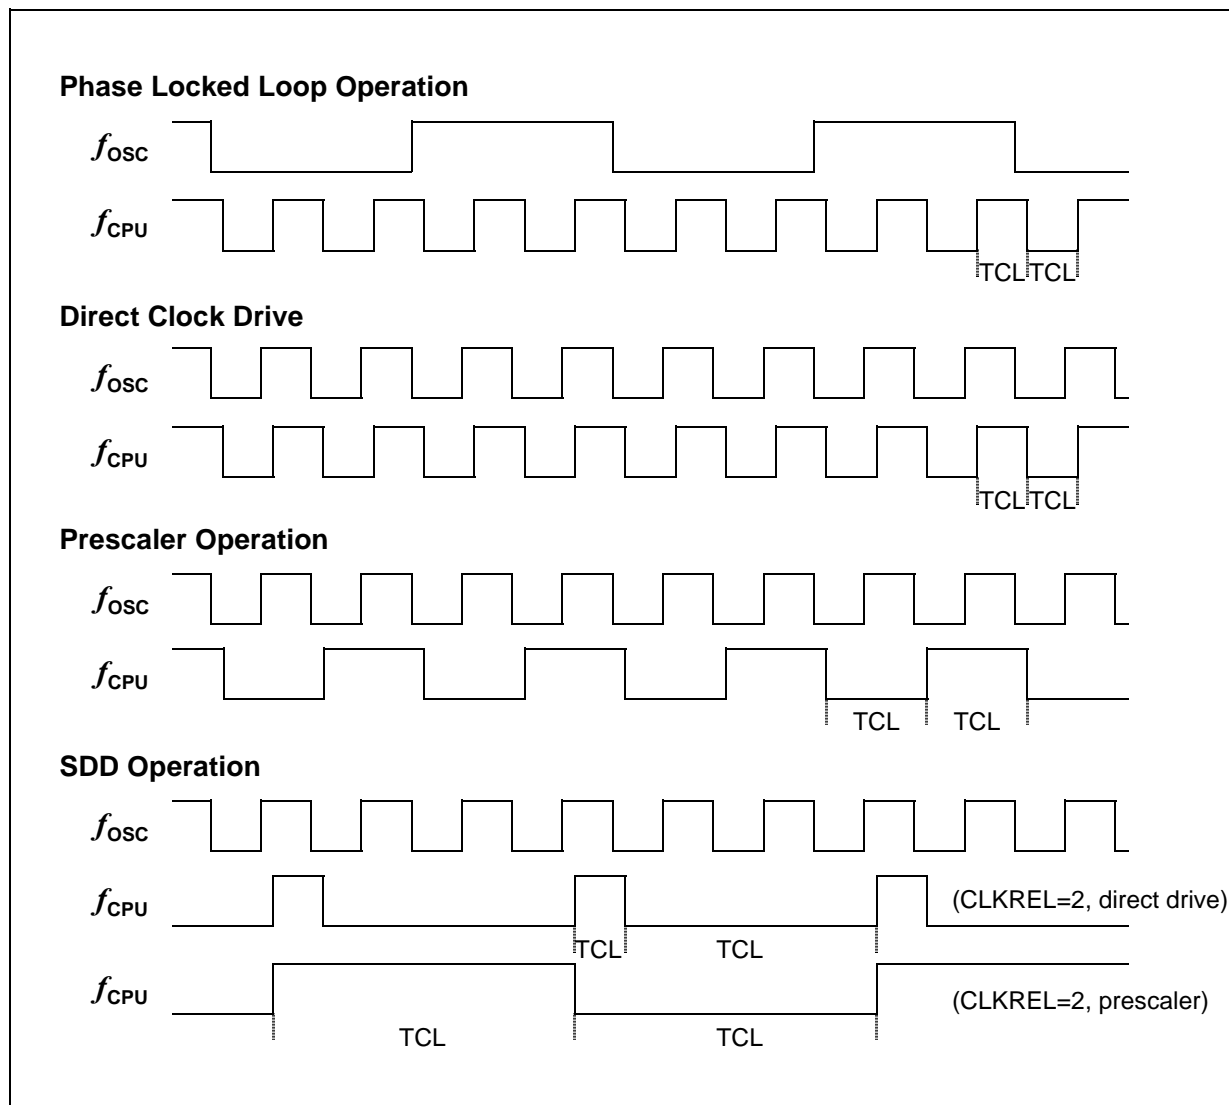 Phase Locked Loop Operation
fOSC
fCPU
TCL TCL
Direct Clock Drive
fOSC
fCPU
TCL TCL
Prescaler Operation
fOSC
fCPU
TCL TCL
SDD Operation
fOSC
fCPU (CLKREL=2, direct drive)
TCL TCL
fCPU (CLKREL=2, prescaler)
TCL TCL